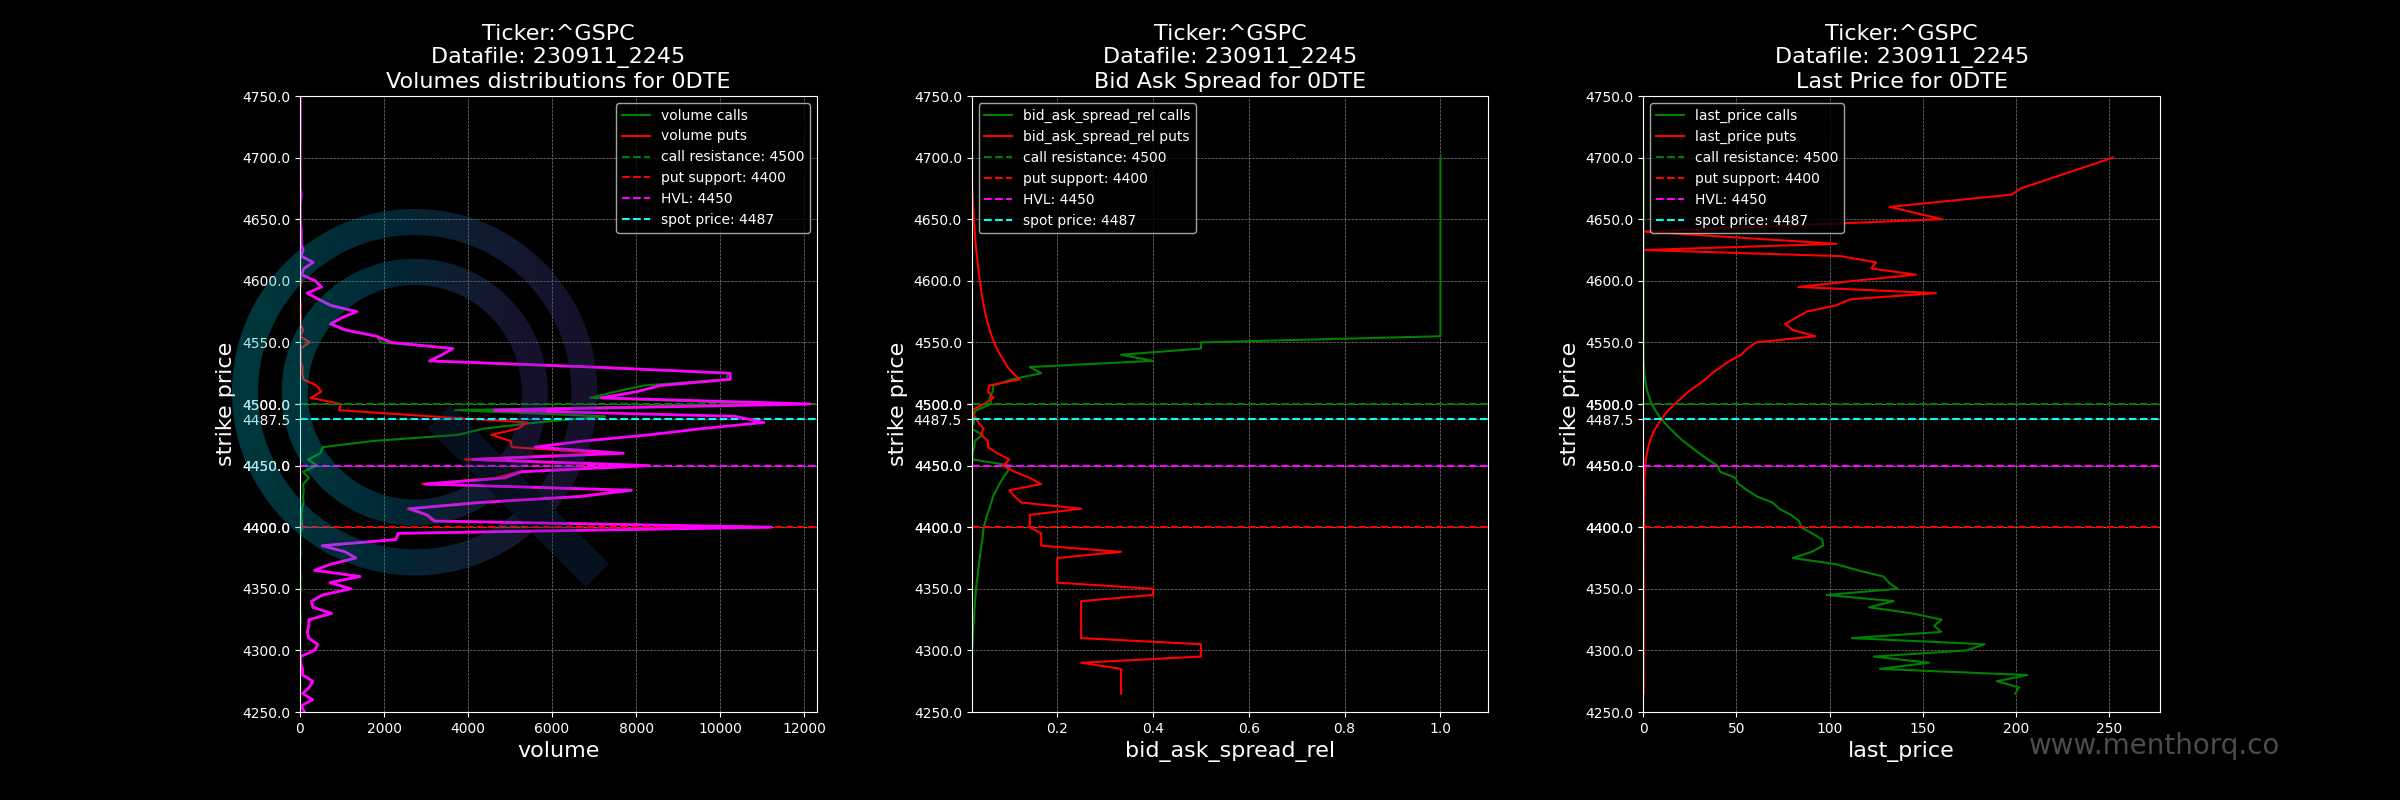 Ticker:^GSPC
Datafile: 230911_2245
Volumes distributions for 0DTE
4750.0
4700.0
4650.0
4600.0
4550.0
4500.0
4487.5
4450.0
4400.0
4350.0
4300.0
4250.0
strike price
volume calls
volume puts
call resistance: 4500
put support: 4400
HVL: 4450
spot price: 4487
0 2000 4000 6000 8000 10000 12000
volume
Ticker:^GSPC
Datafile: 230911_2245
Bid Ask Spread for 0DTE
4750.0
4700.0
4650.0
4600.0
4550.0
4500.0
4487.5
4450.0
4400.0
4350.0
4300.0
4250.0
strike price
bid_ask_spread_rel calls
bid_ask_spread_rel puts
call resistance: 4500
put support: 4400
HVL: 4450
spot price: 4487
0.2 0.4 0.6 0.8 1.0
bid_ask_spread_rel
Ticker:^GSPC
Datafile: 230911_2245
Last Price for 0DTE
4750.0
4700.0
4650.0
4600.0
4550.0
4500.0
4487.5
4450.0
4400.0
4350.0
4300.0
4250.0
strike price
last_price calls
last_price puts
call resistance: 4500
put support: 4400
HVL: 4450
spot price: 4487
0 50 100 150 200 250
last_price
www.menthorq.co